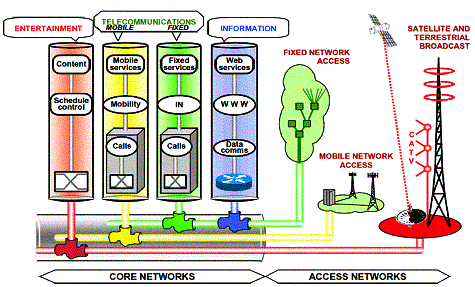 ENTERTAINMENT
TELECOMMUNICATIONS
MOBILE
FIXED
INFORMATION
Content
Schedule
control
Mobile
services
Mobility
Calls
Fixed
services
IN
Calls
Web
services
WWW
Data
comms
FIXED NETWORK
ACCESS
MOBILE NETWORK
ACCESS
SATELLITE AND
TERRESTRIAL
BROADCAST
CATV
CORE NETWORKS
ACCESS NETWORKS